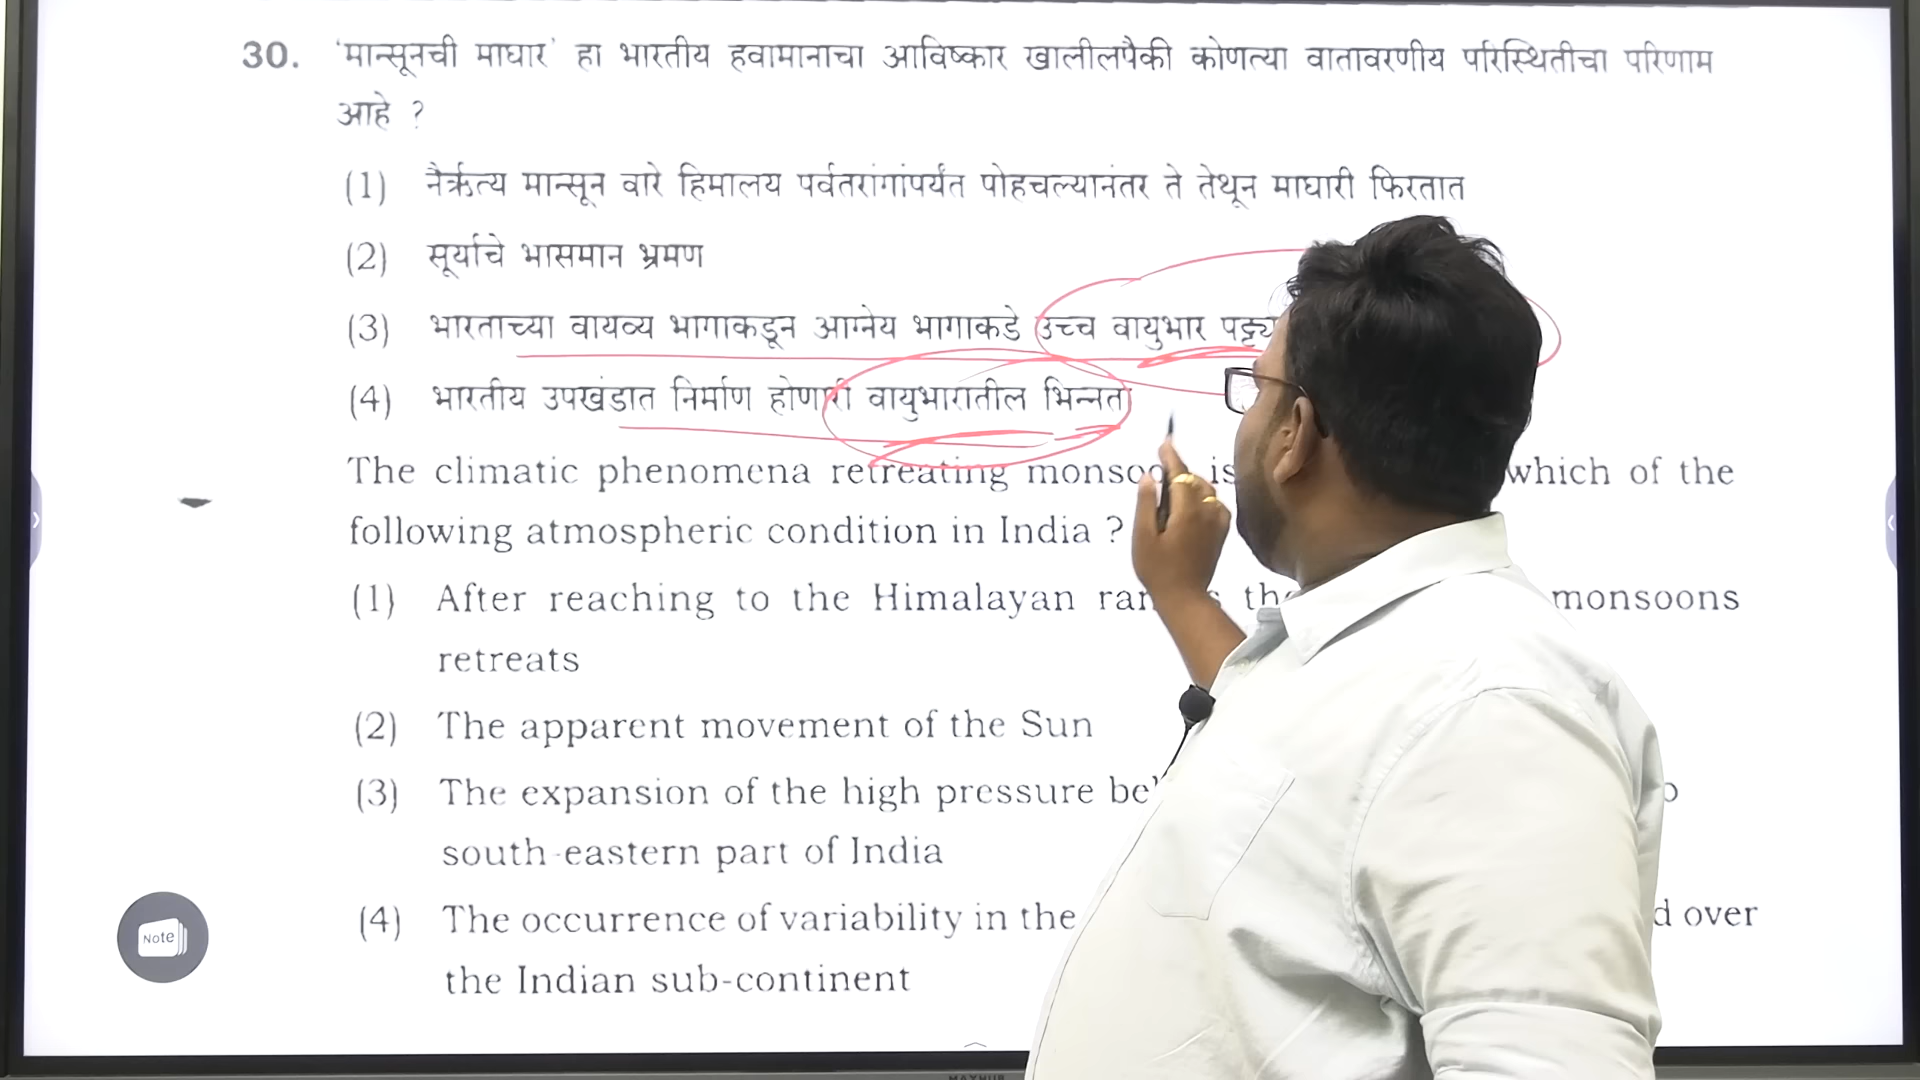 30. 'मान्सूनची माघार' हा भारतीय हवामानाचा आविष्कार खालीलपैकी कोणत्या वातावरणीय परिस्थितीचा परिणाम
आहे ?
(1) नैर्ऋत्य मान्सून वारे हिमालय पर्वतरांगांपर्यंत पोहचल्यानंतर ते तेथून माघारी फिरतात
(2) सूर्याचे भासमान भ्रमण
(3) भारताच्या वायव्य भागाकडून आग्नेय भागाकडे उच्च वायुभार
(4) भारतीय उपखंडात निर्माण होणारी वायुभारातील भिन्नता
The climatic phenomena retreating is which of the
following atmospheric condition in India ?
(1) After reaching to the Himalayan monsoons
retreats
(2) The apparent movement of the Sun
(3) The expansion of the high pressure
south-eastern part of India
(4) The occurrence of variability in the over
the Indian sub-continent
Note